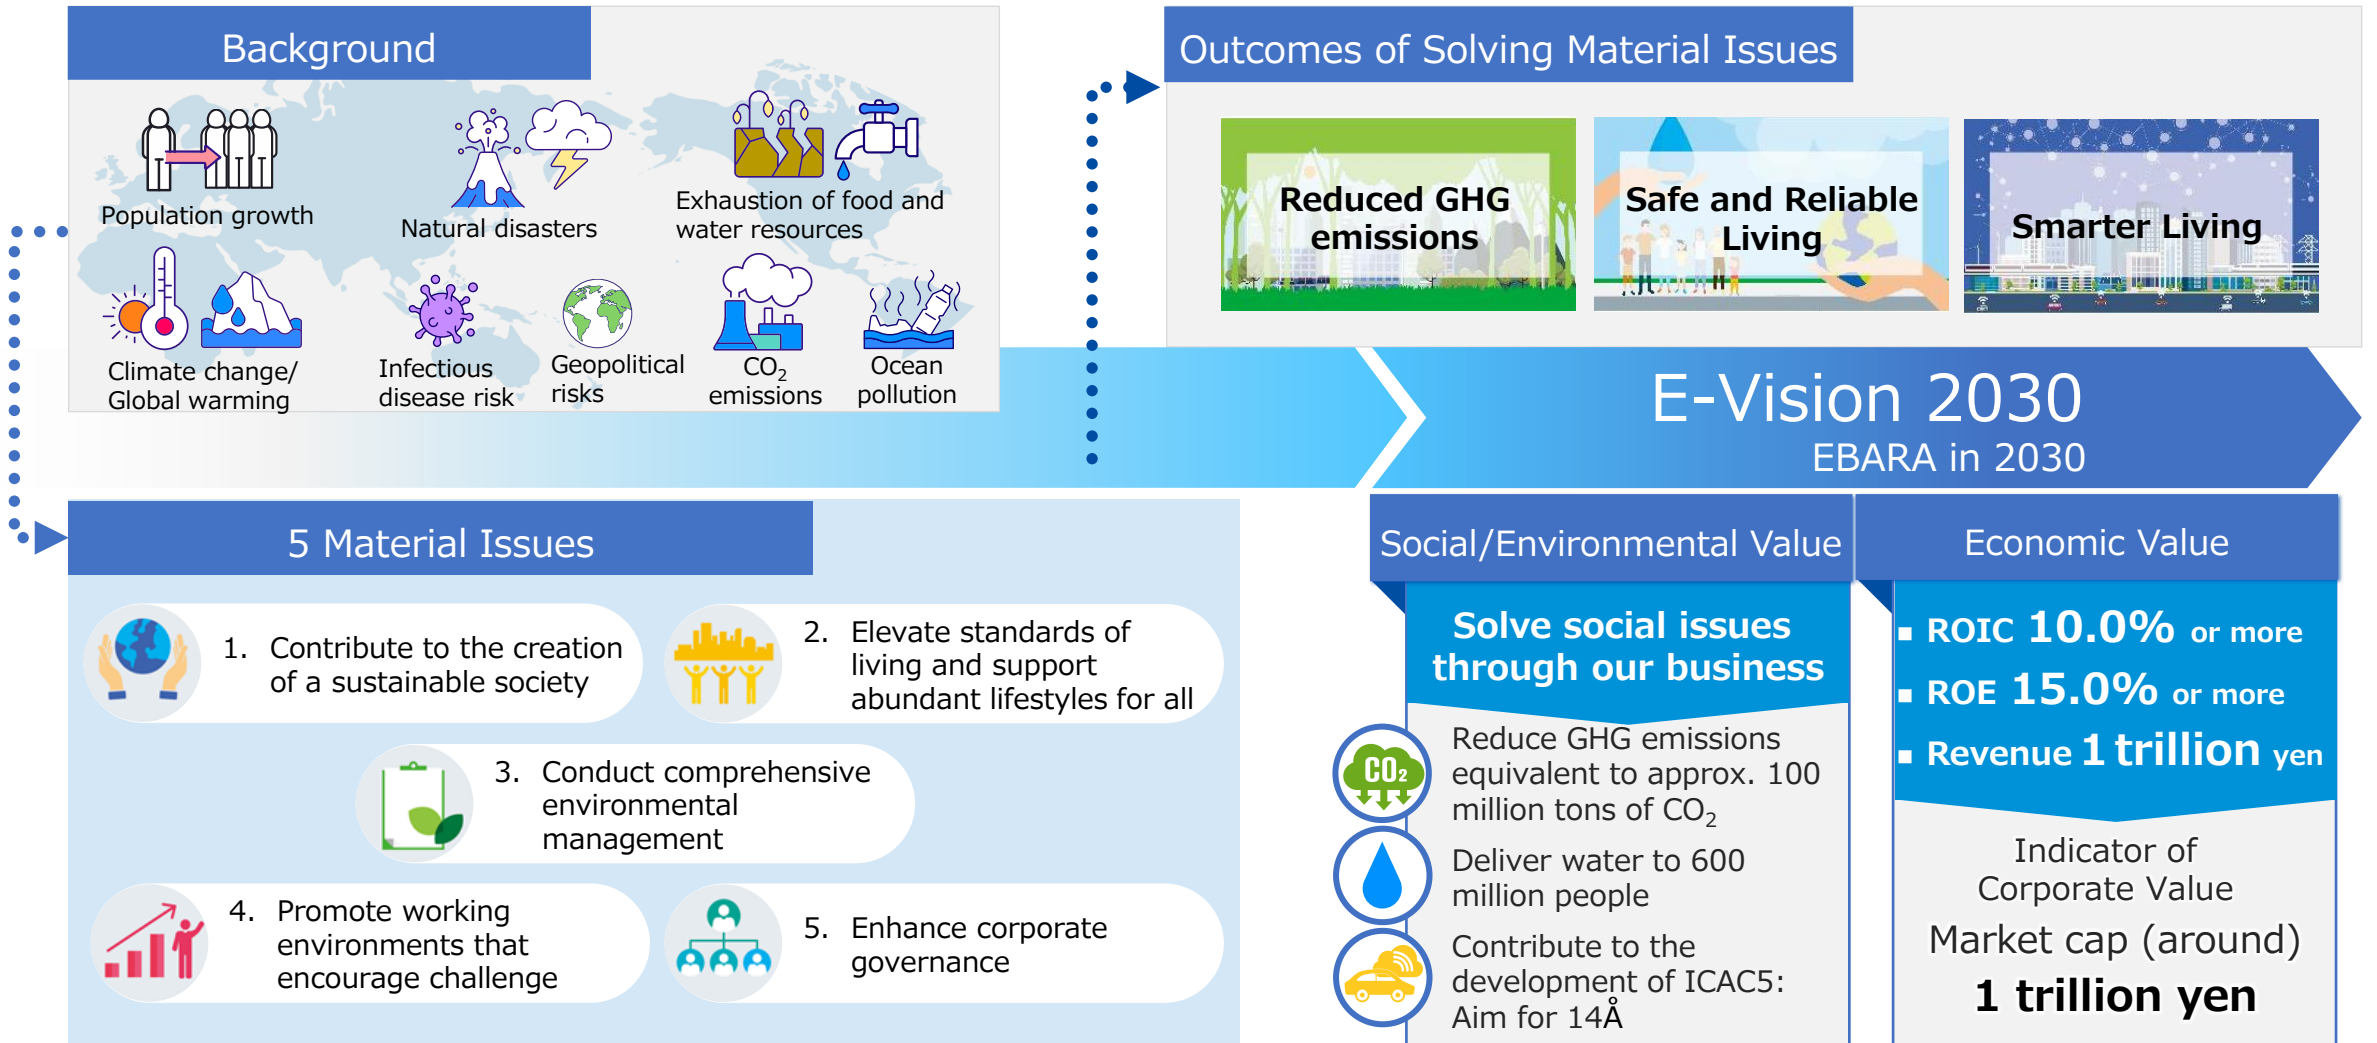 Background
Population growth
Natural disasters
Exhaustion of food and
water resources
Climate change/
Global warming
Infectious
disease risk
Geopolitical
risks
CO₂
emissions
Ocean
pollution
Outcomes of Solving Material Issues
Reduced GHG
emissions
Safe and Reliable
Living
Smarter Living
E-Vision 2030
EBARA in 2030
5 Material Issues
1. Contribute to the creation
of a sustainable society
2. Elevate standards of
living and support
abundant lifestyles for all
3. Conduct comprehensive
environmental
management
4. Promote working
environments that
encourage challenge
5. Enhance corporate
governance
Social/Environmental Value
Solve social issues
through our business
CO₂
Reduce GHG emissions
equivalent to approx. 100
million tons of CO₂
Deliver water to 600
million people
Contribute to the
development of ICAC5:
Aim for 14Å
Economic Value
▪ ROIC 10.0% or more
▪ ROE 15.0% or more
▪ Revenue 1 trillion yen
Indicator of
Corporate Value
Market cap (around)
1 trillion yen